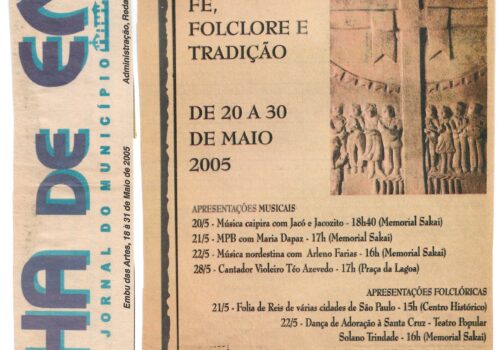 HA DE EM
JORNAL DO MUNICÍPIO
Embu das Artes, 18 à 31 de Maio de 2005
FÉ,
FOLCLORE E
TRADIÇÃO
DE 20 A 30
DE MAIO
2005
APRESENTAÇÕES MUSICAIS
20/5 - Música caipira com Jacó e Jacozito - 18h40 (Memorial Sakai)
21/5 - MPB com Maria Dapaz - 17h (Memorial Sakai)
22/5 - Música nordestina com Arleno Farias - 16h (Memorial Sakai)
28/5 - Cantador Violeiro Téo Azevedo - 17h (Praça da Lagoa)
APRESENTAÇÕES FOLCLÓRICAS
21/5 - Folia de Reis de várias cidades de São Paulo - 15h (Centro Histórico)
22/5 - Dança de Adoração à Santa Cruz - Teatro Popular
Solano Trindade - 16h (Memorial Sakai)